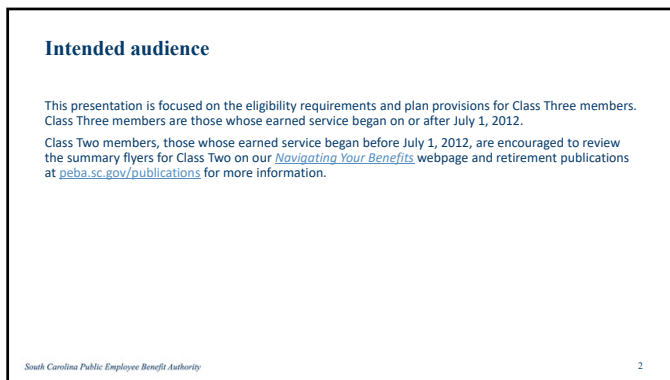 Intended audience
This presentation is focused on the eligibility requirements and plan provisions for Class Three members.
Class Three members are those whose earned service began on or after July 1, 2012.
Class Two members, those whose earned service began before July 1, 2012, are encouraged to review
the summary flyers for Class Two on our Navigating Your Benefits webpage and retirement publications
at peba.sc.gov/publications for more information.
South Carolina Public Employee Benefit Authority
2